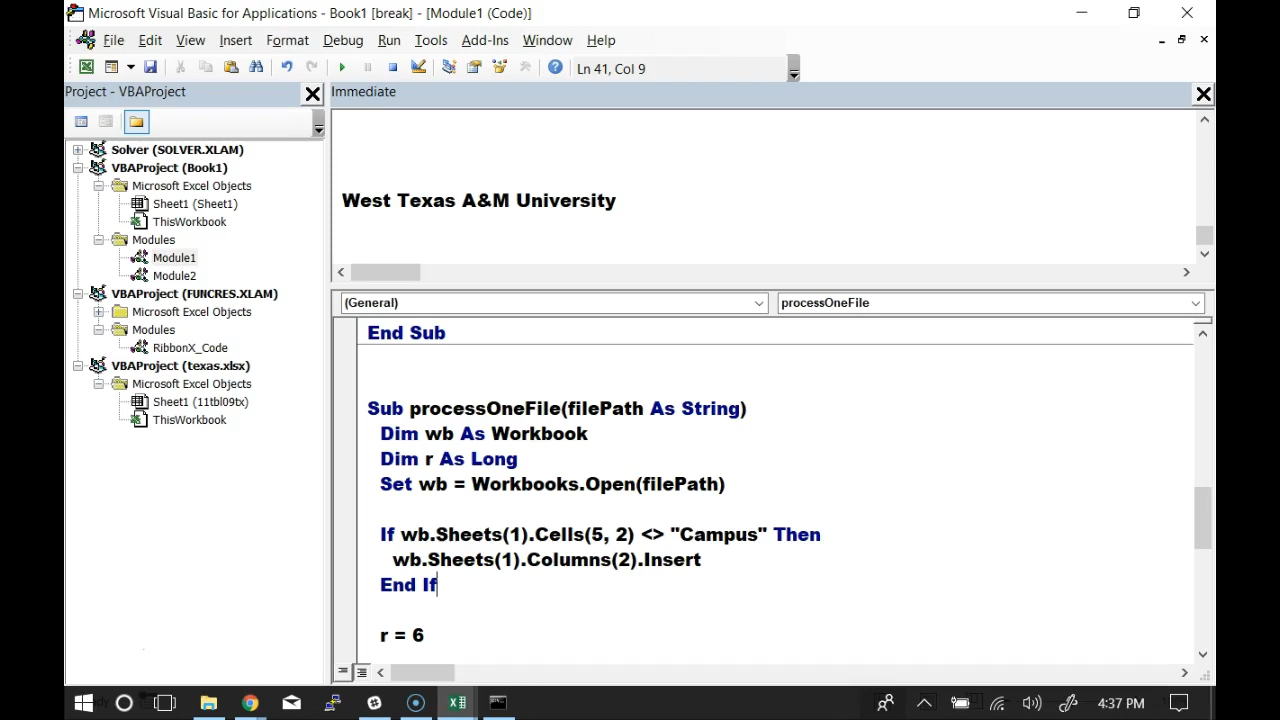 Microsoft Visual Basic for Applications - Book1 [break] - [Module1 (Code)]
File Edit View Insert Format Debug Run Tools Add-Ins Window Help
Ln 41, Col 9
Project - VBAProject
Immediate
Solver (SOLVER.XLAM)
VBAProject (Book1)
Microsoft Excel Objects
Sheet1 (Sheet1)
ThisWorkbook
Modules
Module1
Module2
VBAProject (FUNCRES.XLAM)
Microsoft Excel Objects
Modules
RibbonX_Code
VBAProject (texas.xlsx)
Microsoft Excel Objects
Sheet1 (11tbl09tx)
ThisWorkbook
West Texas A&M University
(General)
processOneFile
End Sub
Sub processOneFile(filePath As String)
Dim wb As Workbook
Dim r As Long
Set wb = Workbooks.Open(filePath)
If wb.Sheets(1).Cells(5, 2) <> "Campus" Then
wb.Sheets(1).Columns(2).Insert
End If
r = 6
4:37 PM